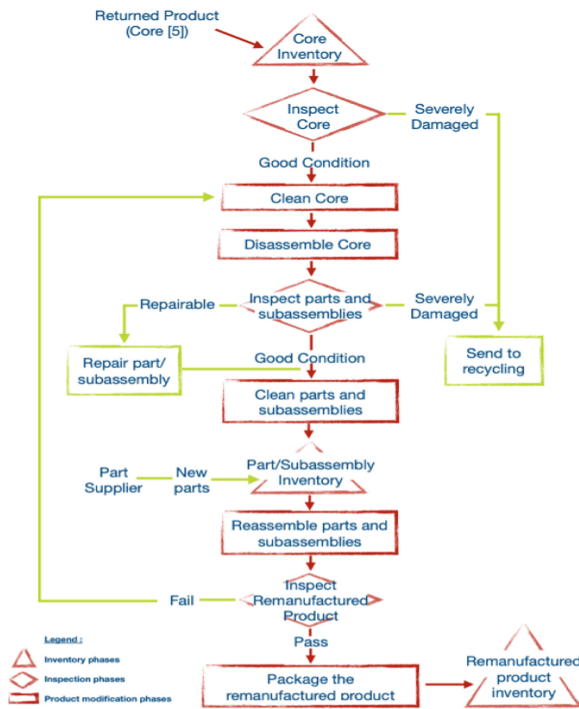 Returned Product
(Core [5])
Core
Inventory
Inspect
Core
Severely
Damaged
Good Condition
Clean Core
Disassemble Core
Repairable
Inspect parts and
subassemblies
Severely
Damaged
Repair part/
subassembly
Good Condition
Send to
recycling
Clean parts and
subassemblies
Part
Supplier
New
parts
Part/Subassembly
Inventory
Reassemble parts and
subassemblies
Fail
Inspect
Remanufactured
Product
Pass
Legend :
Inventory phases
Inspection phases
Product modification phases
Package the
remanufactured product
Remanufactured
product
inventory